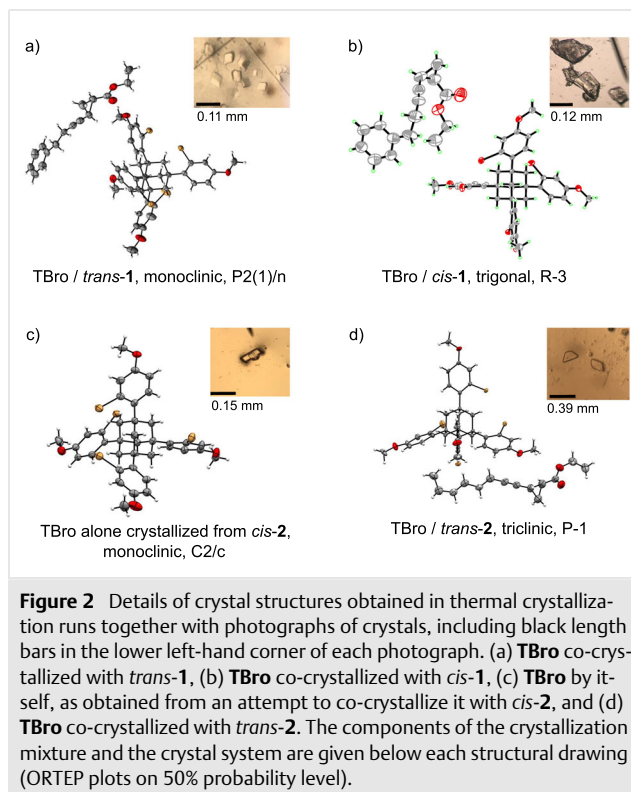 a)
0.11 mm
TBro / trans-1, monoclinic, P2(1)/n
b)
0.12 mm
TBro / cis-1, trigonal, R-3
c)
0.15 mm
TBro alone crystallized from cis-2,
monoclinic, C2/c
d)
0.39 mm
TBro / trans-2, triclinic, P-1
Figure 2 Details of crystal structures obtained in thermal crystalliza-
tion runs together with photographs of crystals, including black length
bars in the lower left-hand corner of each photograph. (a) TBro co-crys-
tallized with trans-1, (b) TBro co-crystallized with cis-1, (c) TBro by it-
self, as obtained from an attempt to co-crystallize it with cis-2, and (d)
TBro co-crystallized with trans-2. The components of the crystallization
mixture and the crystal system are given below each structural drawing
(ORTEP plots on 50% probability level).